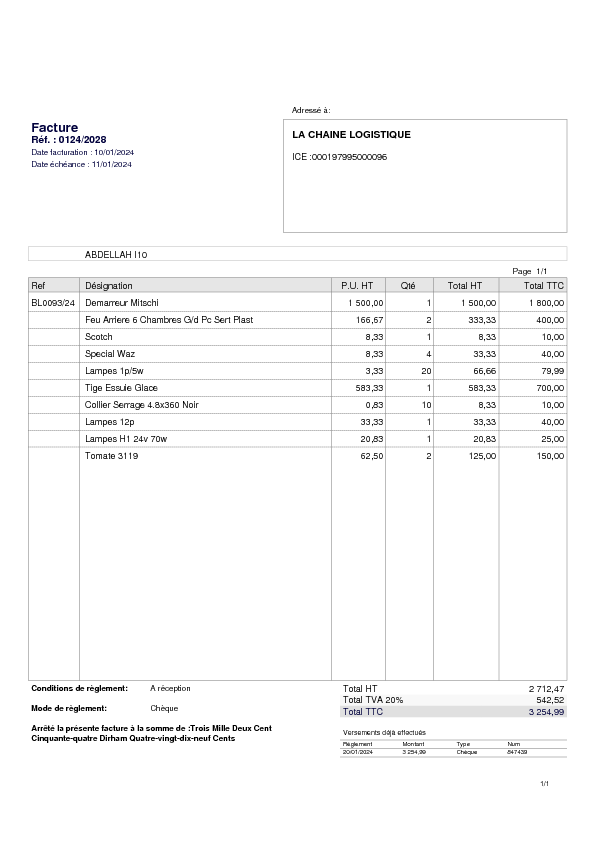 Adressé à:
Facture
Réf. : 0124/2028
Date facturation : 10/01/2024
Date échéance : 11/01/2024
LA CHAINE LOGISTIQUE
ICE :000197995000096
ABDELLAH I10
Page 1/1
Ref Désignation P.U. HT Qté Total HT Total TTC
BL0093/24 Demarreur Mitschi 1 500,00 1 1 500,00 1 800,00
Feu Arriere 6 Chambres G/d Pc Sert Plast 166,67 2 333,33 400,00
Scotch 8,33 1 8,33 10,00
Special Waz 8,33 4 33,33 40,00
Lampes 1p/5w 3,33 20 66,66 79,99
Tige Essuie Glace 583,33 1 583,33 700,00
Collier Serrage 4.8x360 Noir 0,83 10 8,33 10,00
Lampes 12p 33,33 1 33,33 40,00
Lampes H1 24v 70w 20,83 1 20,83 25,00
Tomate 3119 62,50 2 125,00 150,00
Conditions de règlement: A réception
Mode de règlement: Chèque
Arrêté la présente facture à la somme de :Trois Mille Deux Cent
Cinquante-quatre Dirham Quatre-vingt-dix-neuf Cents
Total HT 2 712,47
Total TVA 20% 542,52
Total TTC 3 254,99
Versements déjà effectués
Règlement Montant Type Num
20/01/2024 3 254,99 Chèque 847439
1/1